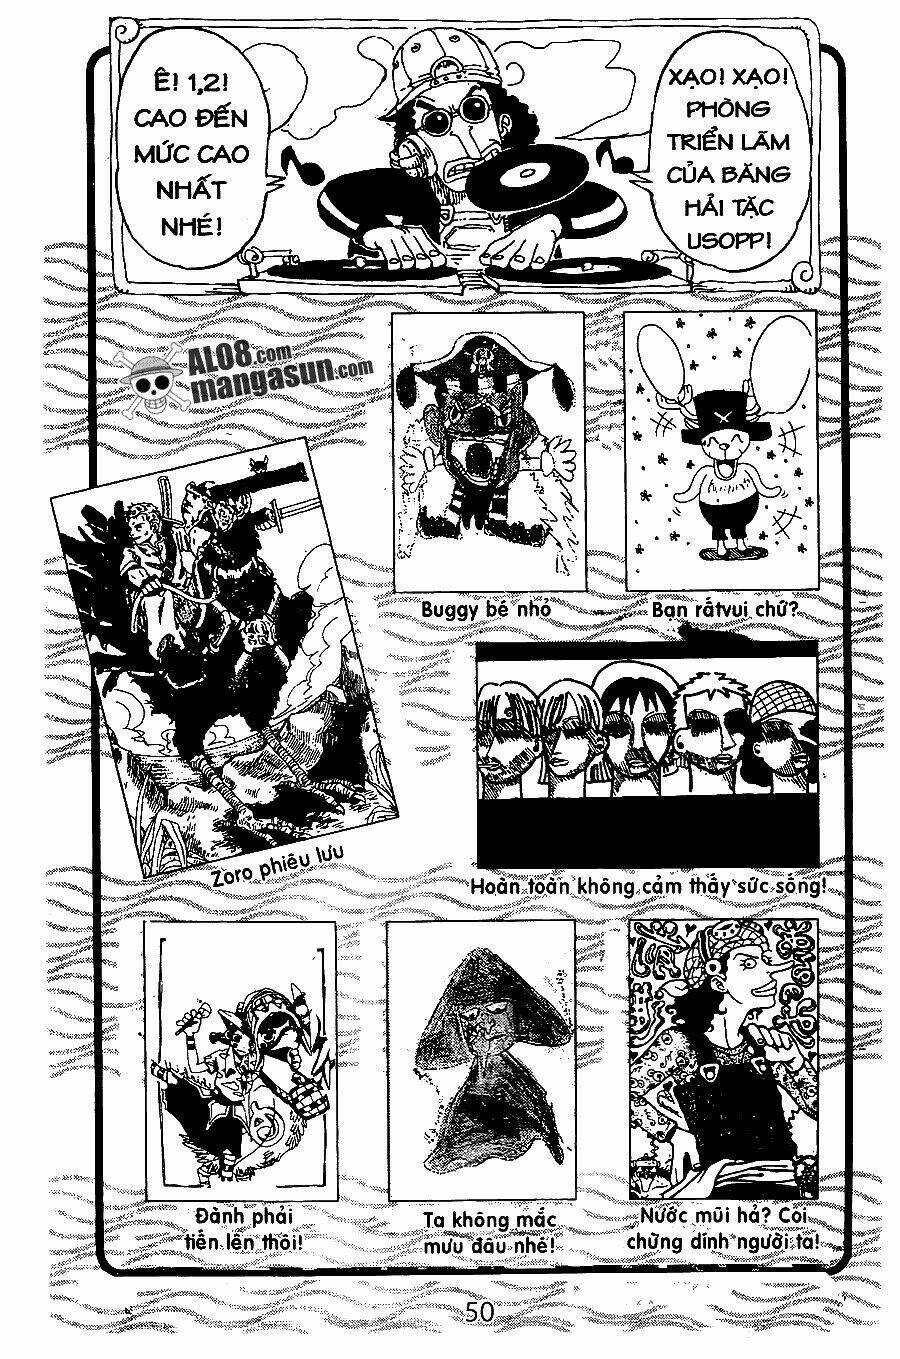 Ê! 1,2!
CAO ĐẾN
MỨC CAO
NHẤT
NHÉ!
XẠO! XẠO!
PHÒNG
TRIỂN LÃM
CỦA BĂNG
HẢI TẶC
USOPP!
ALO8.com
mangasun.com
Buggy bé nhỏ
Bạn rấtvui chứ?
Zoro phiêu lưu
Hoàn toàn không cảm thấy sức sống!
Đành phải
tiến lên thôi!
Ta không mắc
mưu đâu nhé!
Nước mũi hả? Coi
chừng dính người ta!
50